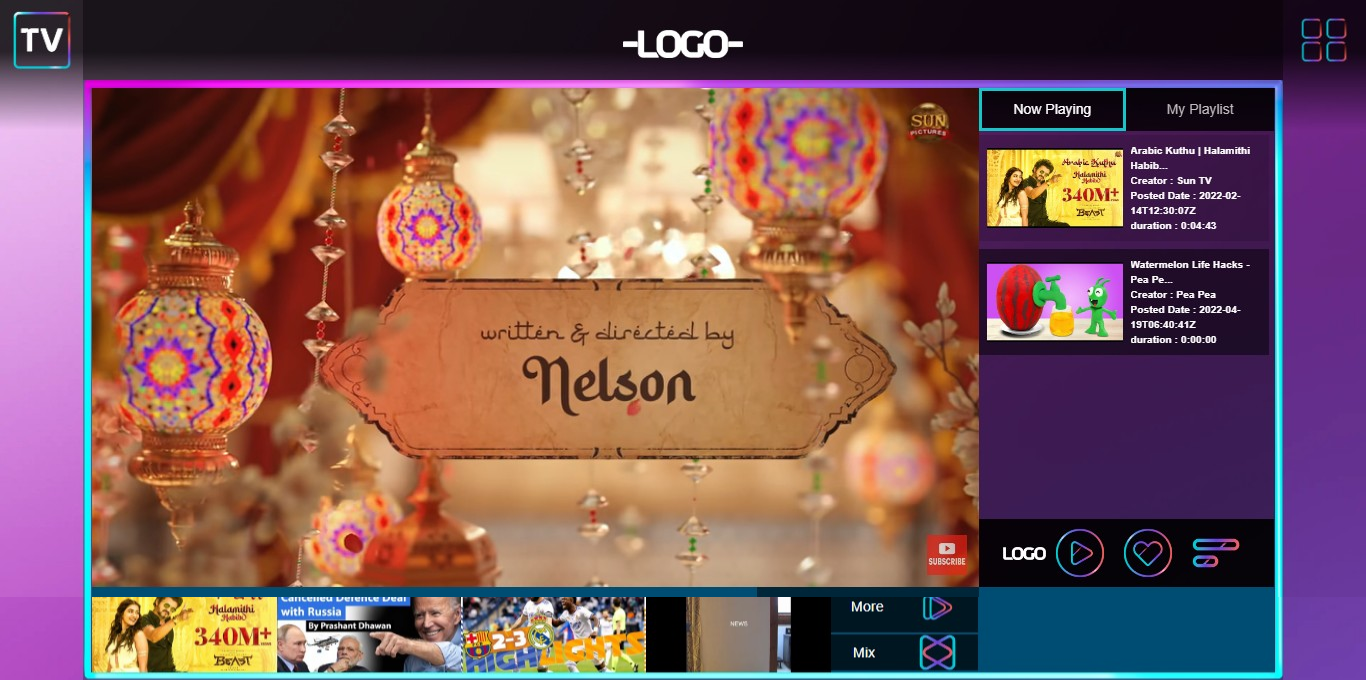 TV
-LOGO-
SUN
PICTURES
written & directed by
Nelson
SUBSCRIBE
Now Playing
My Playlist
Arabic Kuthu
Halamithi
Habibo
340M+
BEAST
Arabic Kuthu | Halamithi
Habib...
Creator : Sun TV
Posted Date : 2022-02-
14T12:30:07Z
duration : 0:04:43
Watermelon Life Hacks -
Pea Pe...
Creator : Pea Pea
Posted Date : 2022-04-
19T06:40:41Z
duration : 0:00:00
LOGO
Halamithi
Habibo
340M+
BEAST
Cancelled Defence Deal
with Russia
By Prashant Dhawan
2-3
HIGHLIGHTS
NEWS
More
Mix